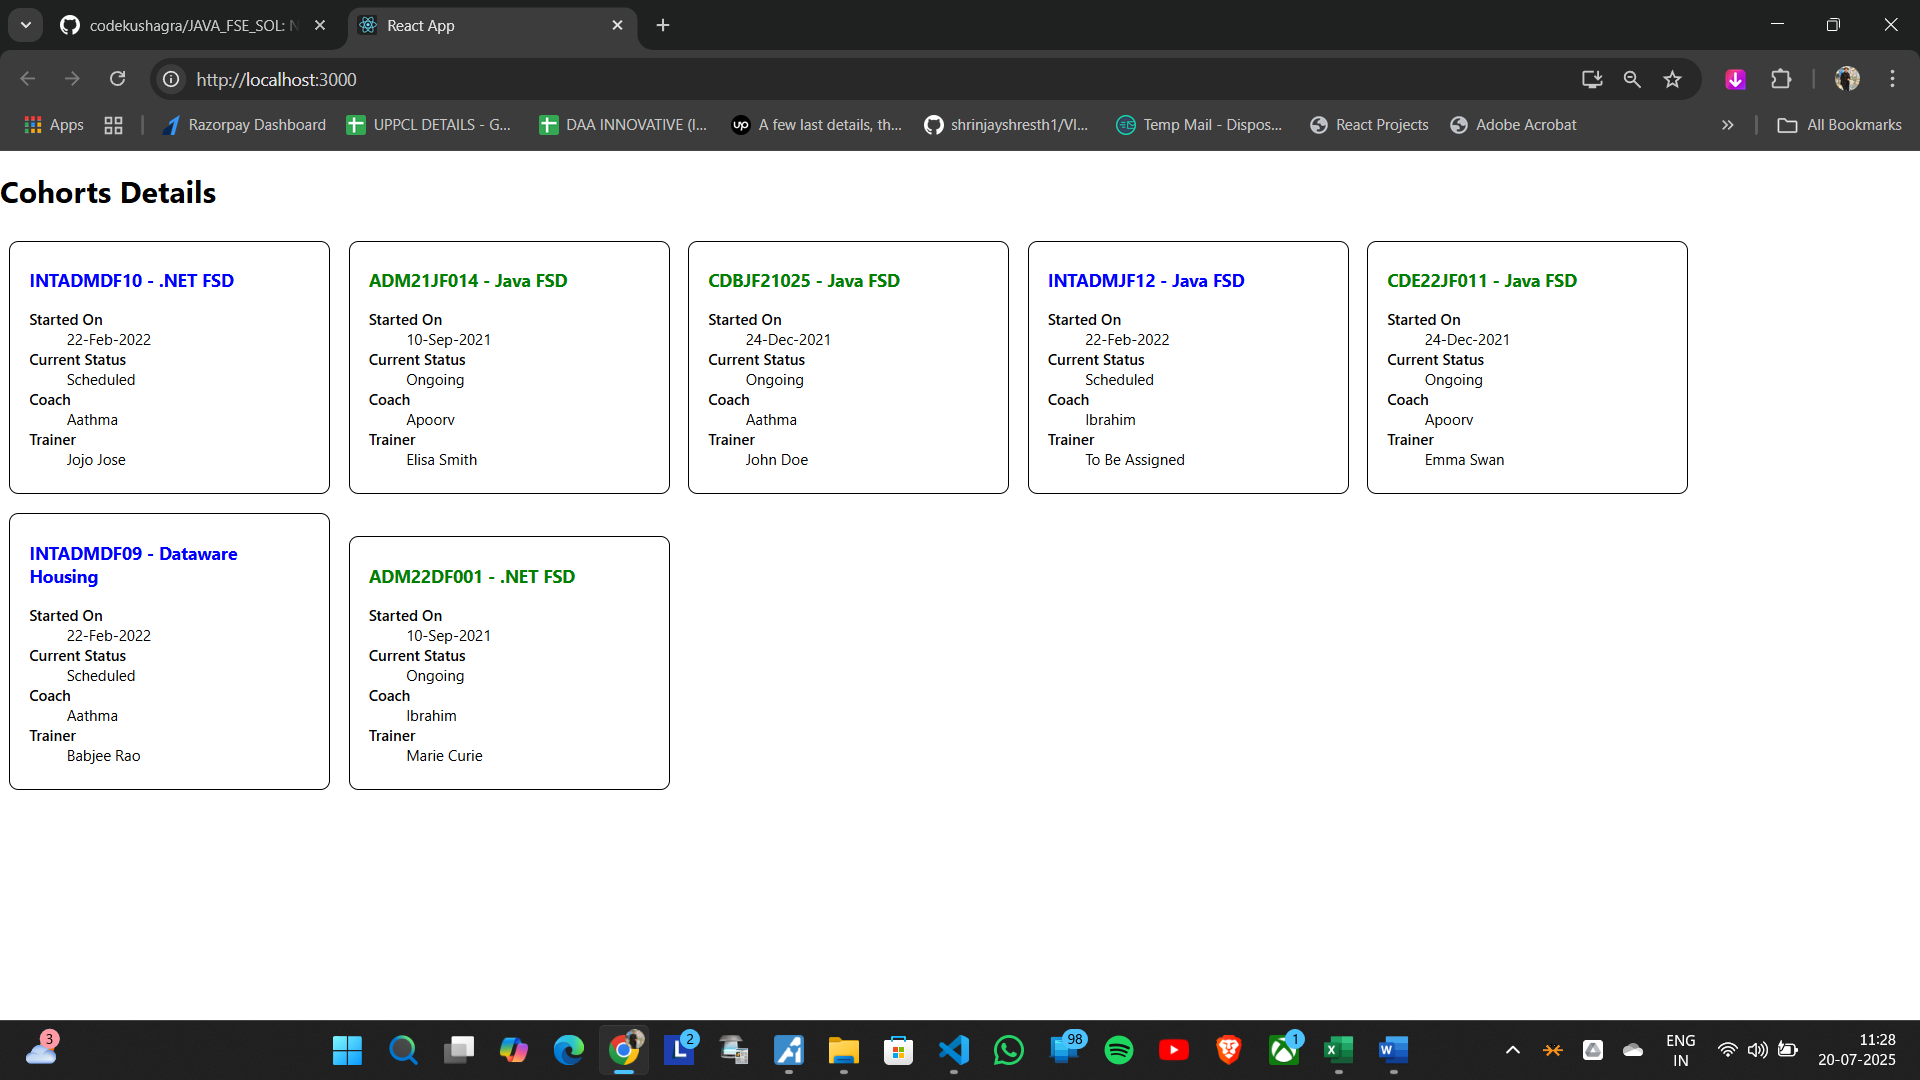 codekushagra/JAVA_FSE_SOL: N
React App
http://localhost:3000
Apps
Razorpay Dashboard
UPPCL DETAILS - G...
DAA INNOVATIVE (I...
up
A few last details, th...
shrinjayshresth1/VI...
Temp Mail - Dispos...
React Projects
Adobe Acrobat
All Bookmarks
Cohorts Details
INTADMDF10 - .NET FSD
Started On
22-Feb-2022
Current Status
Scheduled
Coach
Aathma
Trainer
Jojo Jose
ADM21JF014 - Java FSD
Started On
10-Sep-2021
Current Status
Ongoing
Coach
Apoorv
Trainer
Elisa Smith
CDBJF21025 - Java FSD
Started On
24-Dec-2021
Current Status
Ongoing
Coach
Aathma
Trainer
John Doe
INTADMJF12 - Java FSD
Started On
22-Feb-2022
Current Status
Scheduled
Coach
Ibrahim
Trainer
To Be Assigned
CDE22JF011 - Java FSD
Started On
24-Dec-2021
Current Status
Ongoing
Coach
Apoorv
Trainer
Emma Swan
INTADMDF09 - Dataware
Housing
Started On
22-Feb-2022
Current Status
Scheduled
Coach
Aathma
Trainer
Babjee Rao
ADM22DF001 - .NET FSD
Started On
10-Sep-2021
Current Status
Ongoing
Coach
Ibrahim
Trainer
Marie Curie
3
L
2
98
1
X
W
ENG
IN
11:28
20-07-2025